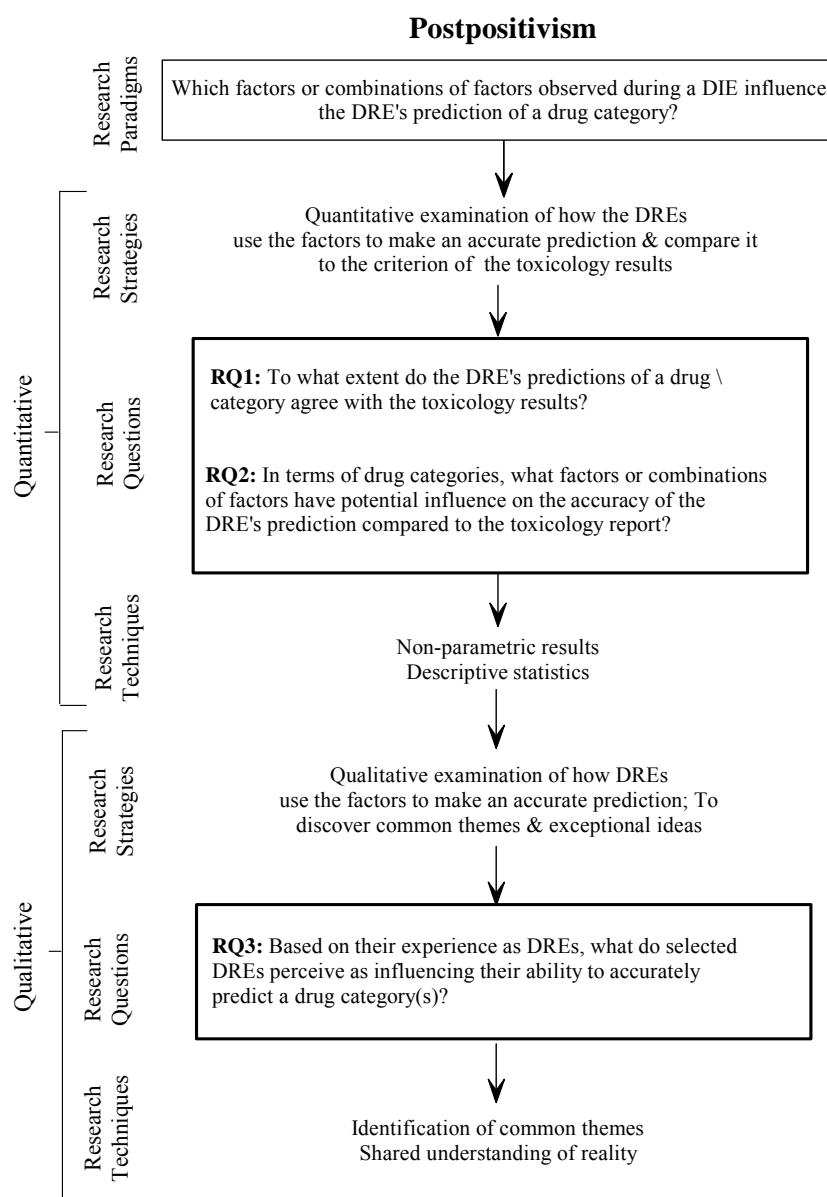 Postpositivism
Research
Paradigms
Which factors or combinations of factors observed during a DIE influence
the DRE's prediction of a drug category?
Quantitative
Research
Strategies
Quantitative examination of how the DREs
use the factors to make an accurate prediction & compare it
to the criterion of the toxicology results
Research
Questions
RQ1: To what extent do the DRE's predictions of a drug \
category agree with the toxicology results?
RQ2: In terms of drug categories, what factors or combinations
of factors have potential influence on the accuracy of the
DRE's prediction compared to the toxicology report?
Research
Techniques
Non-parametric results
Descriptive statistics
Qualitative
Research
Strategies
Qualitative examination of how DREs
use the factors to make an accurate prediction; To
discover common themes & exceptional ideas
Research
Questions
RQ3: Based on their experience as DREs, what do selected
DREs perceive as influencing their ability to accurately
predict a drug category(s)?
Research
Techniques
Identification of common themes
Shared understanding of reality